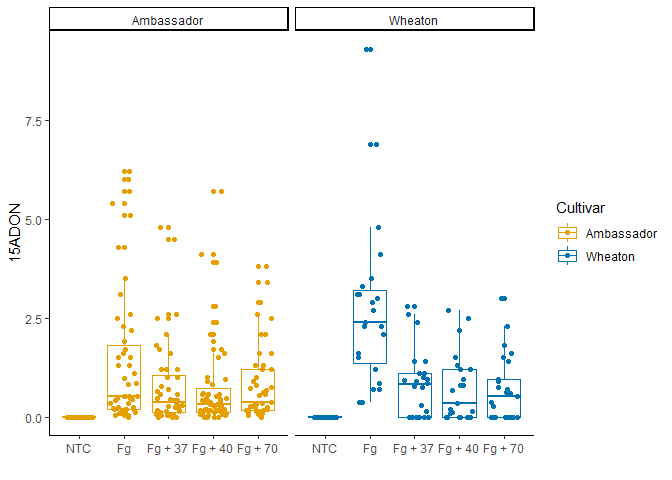 Ambassador Wheaton
7.5
5.0
2.5
0.0
15ADON
NTC Fg Fg + 37 Fg + 40 Fg + 70 NTC Fg Fg + 37 Fg + 40 Fg + 70
Cultivar
Ambassador
Wheaton